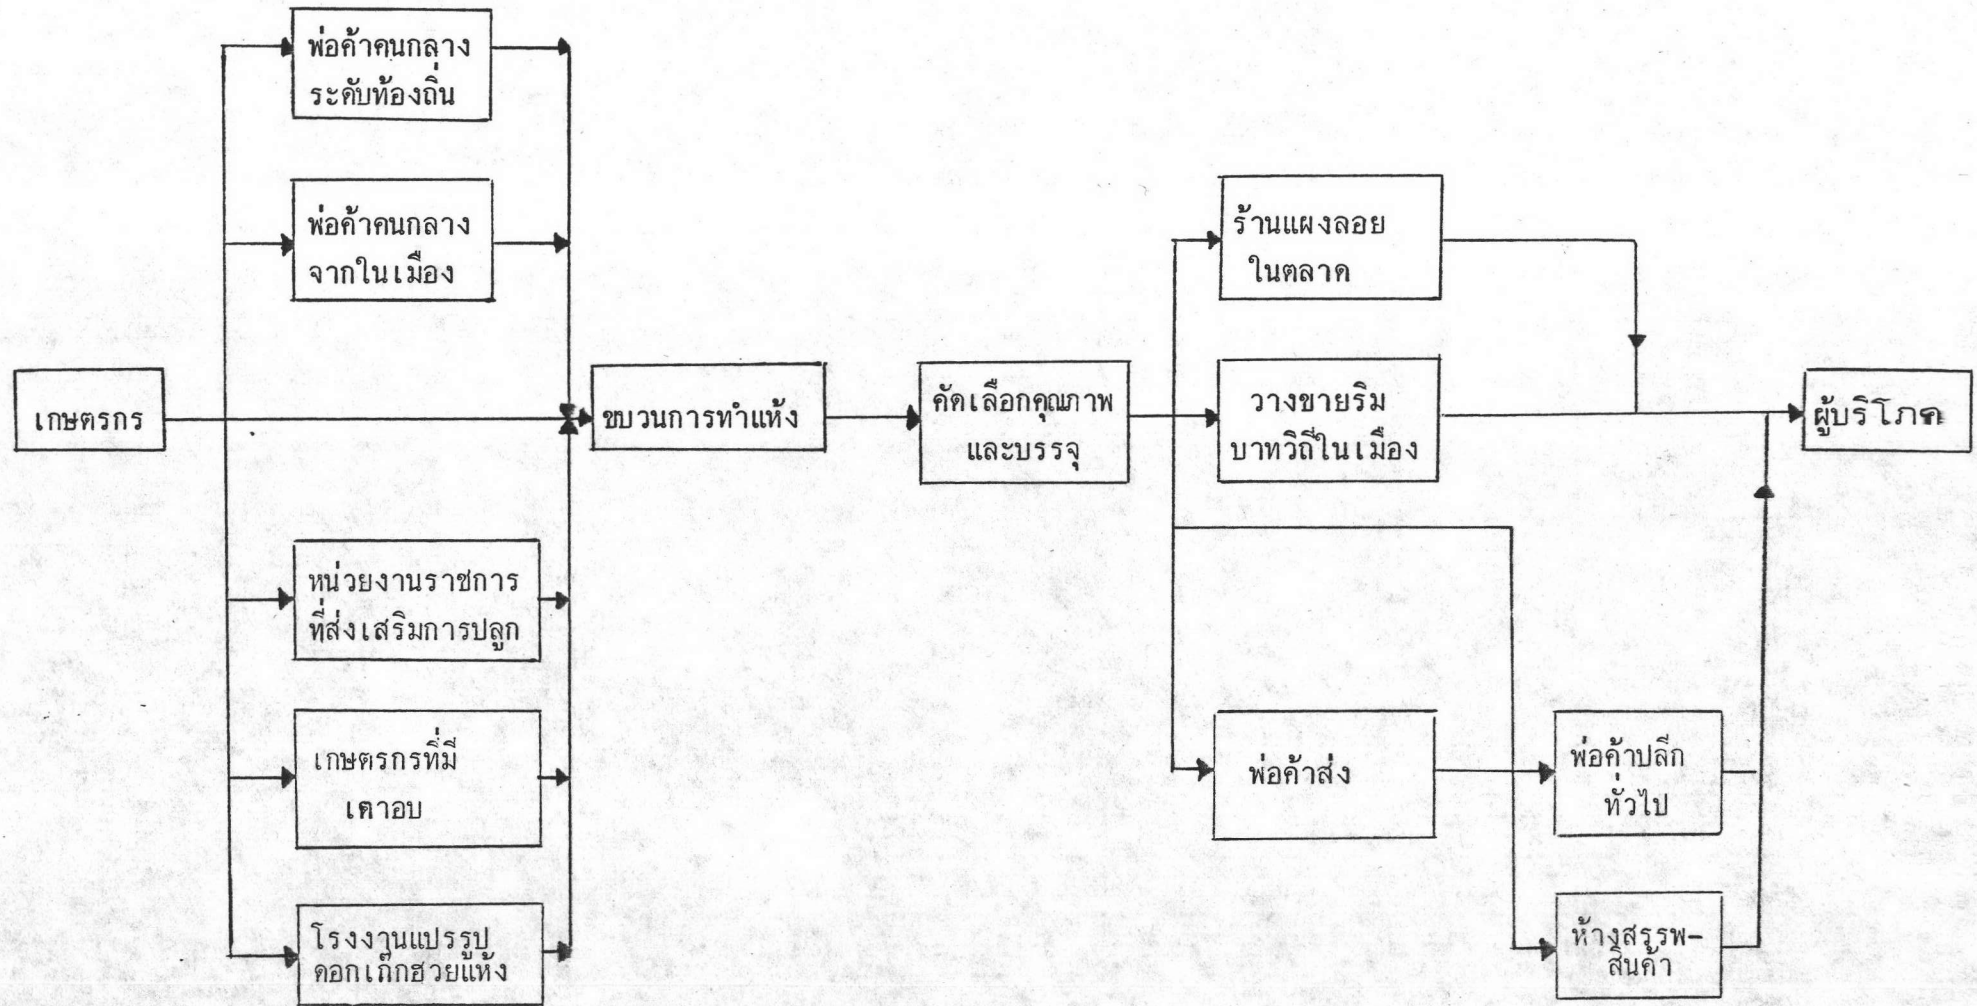 พ่อค้าคนกลาง
ระดับท้องถิ่น
พ่อค้าคนกลาง
จากในเมือง
เกษตรกร
หน่วยงานราชการ
ที่ส่งเสริมการปลูก
เกษตรกรที่มี
เตาอบ
โรงงานแปรรูป
ดอกเก๊กฮวยแห้ง
ขบวนการทำแห้ง
คัดเลือกคุณภาพ
และบรรจุ
ร้านแผงลอย
ในตลาด
วางขายริม
บาทวิถีในเมือง
พ่อค้าส่ง
พ่อค้าปลีก
ทั่วไป
ห้างสรรพ-
สินค้า
ผู้บริโภค